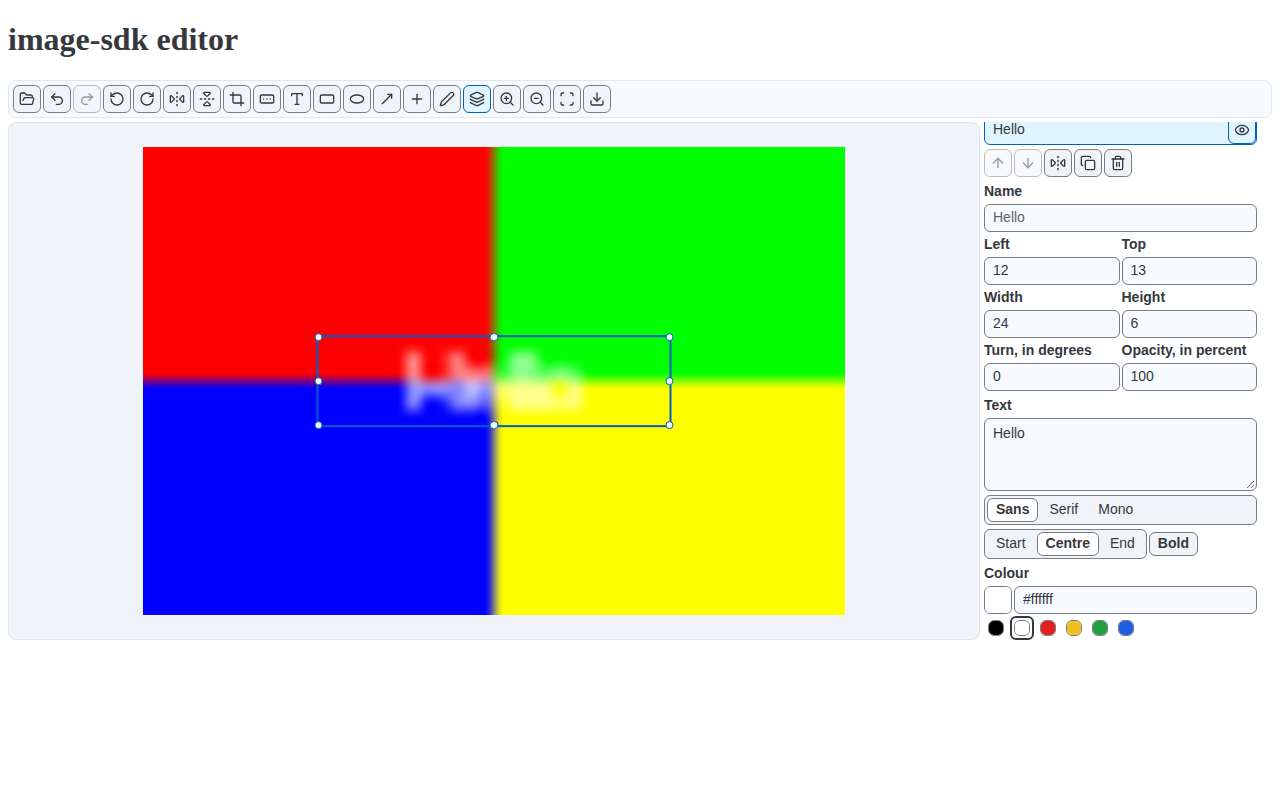 image-sdk editor
Hello
Name
Hello
Left Top
12 13
Width Height
24 6
Turn, in degrees Opacity, in percent
0 100
Text
Hello
Sans Serif Mono
Start Centre End Bold
Colour
#ffffff